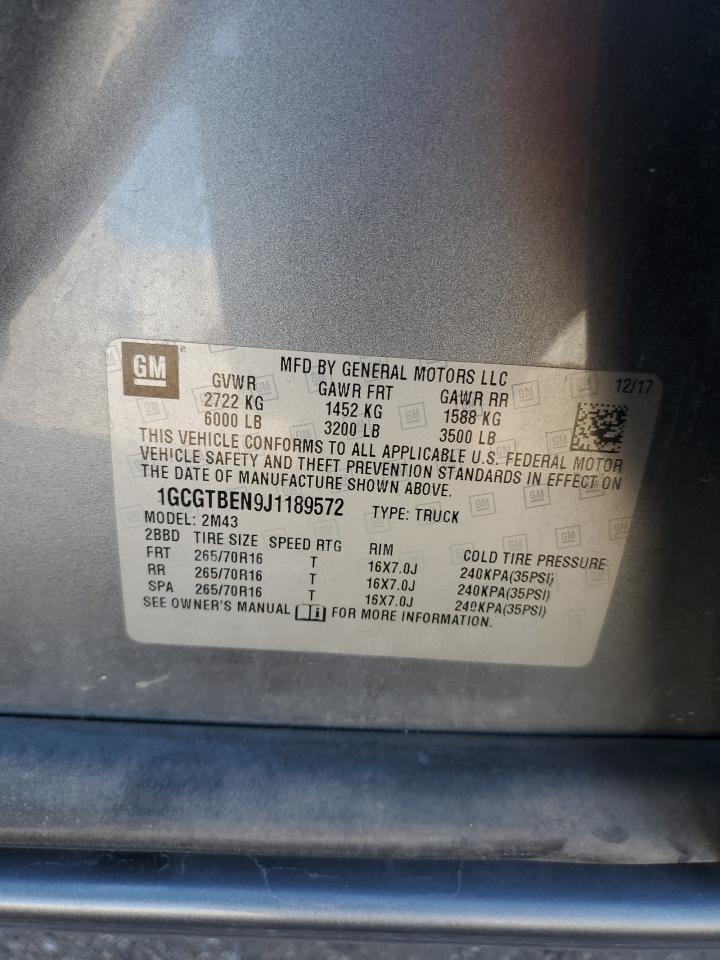 GM ®
MFD BY GENERAL MOTORS LLC 12/17
GVWR GAWR FRT GAWR RR
2722 KG 1452 KG 1588 KG
6000 LB 3200 LB 3500 LB
THIS VEHICLE CONFORMS TO ALL APPLICABLE U.S. FEDERAL MOTOR
VEHICLE SAFETY AND THEFT PREVENTION STANDARDS IN EFFECT ON
THE DATE OF MANUFACTURE SHOWN ABOVE.
1GCGTBEN9J1189572 TYPE: TRUCK
MODEL: 2M43
2BBD TIRE SIZE SPEED RTG RIM COLD TIRE PRESSURE
FRT 265/70R16 T 16X7.0J 240KPA(35PSI)
RR 265/70R16 T 16X7.0J 240KPA(35PSI)
SPA 265/70R16 T 16X7.0J 240KPA(35PSI)
SEE OWNER'S MANUAL i FOR MORE INFORMATION.